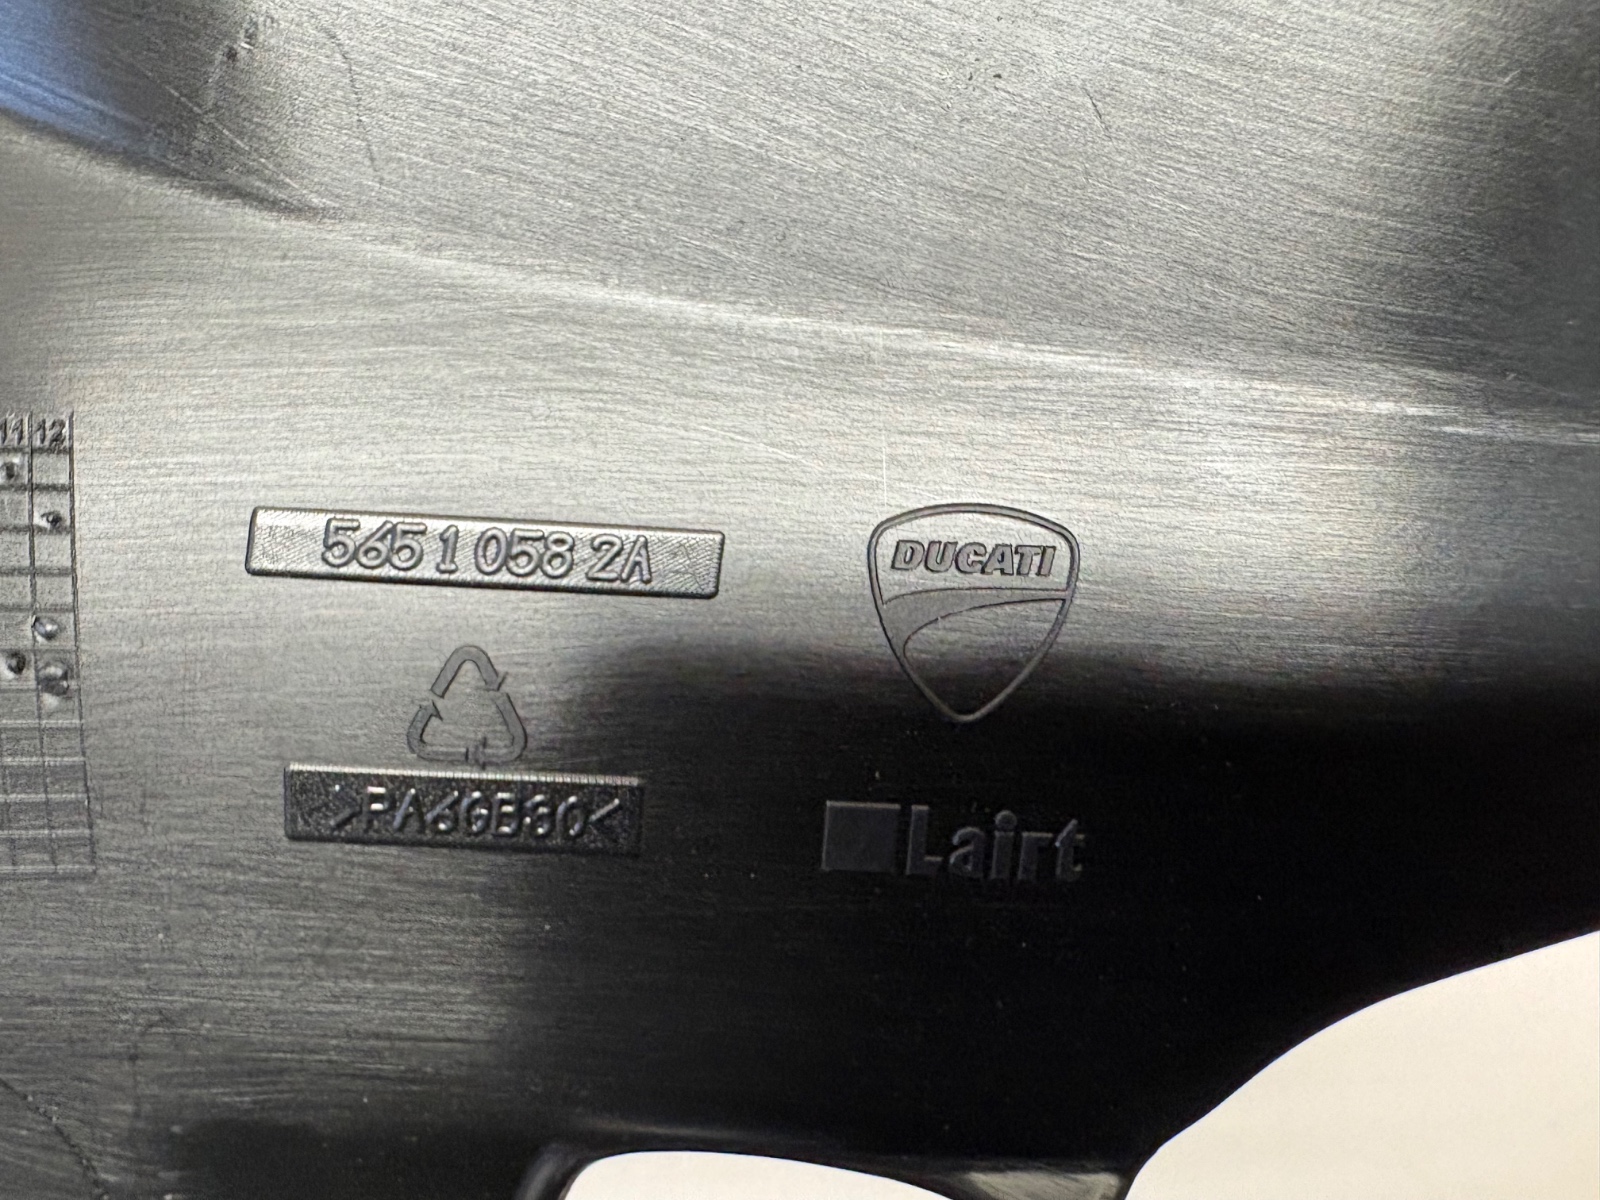 11 12
5651 058 2A
DUCATI
>PA6GB30<
Lairt